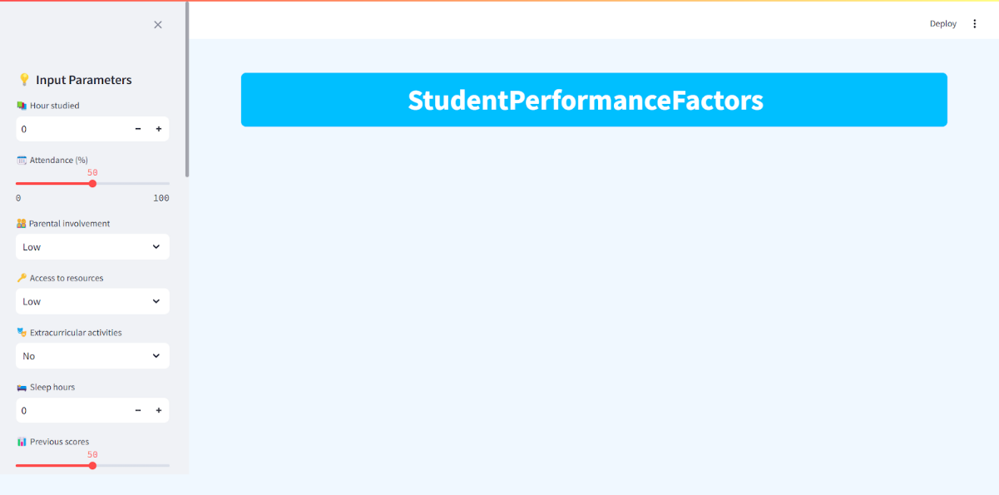 Deploy
💡 Input Parameters
📚 Hour studied
0
📅 Attendance (%)
50
0 100
👨‍👩‍👧‍👦 Parental involvement
Low
🔑 Access to resources
Low
🎭 Extracurricular activities
No
🛌 Sleep hours
0
📊 Previous scores
50
StudentPerformanceFactors